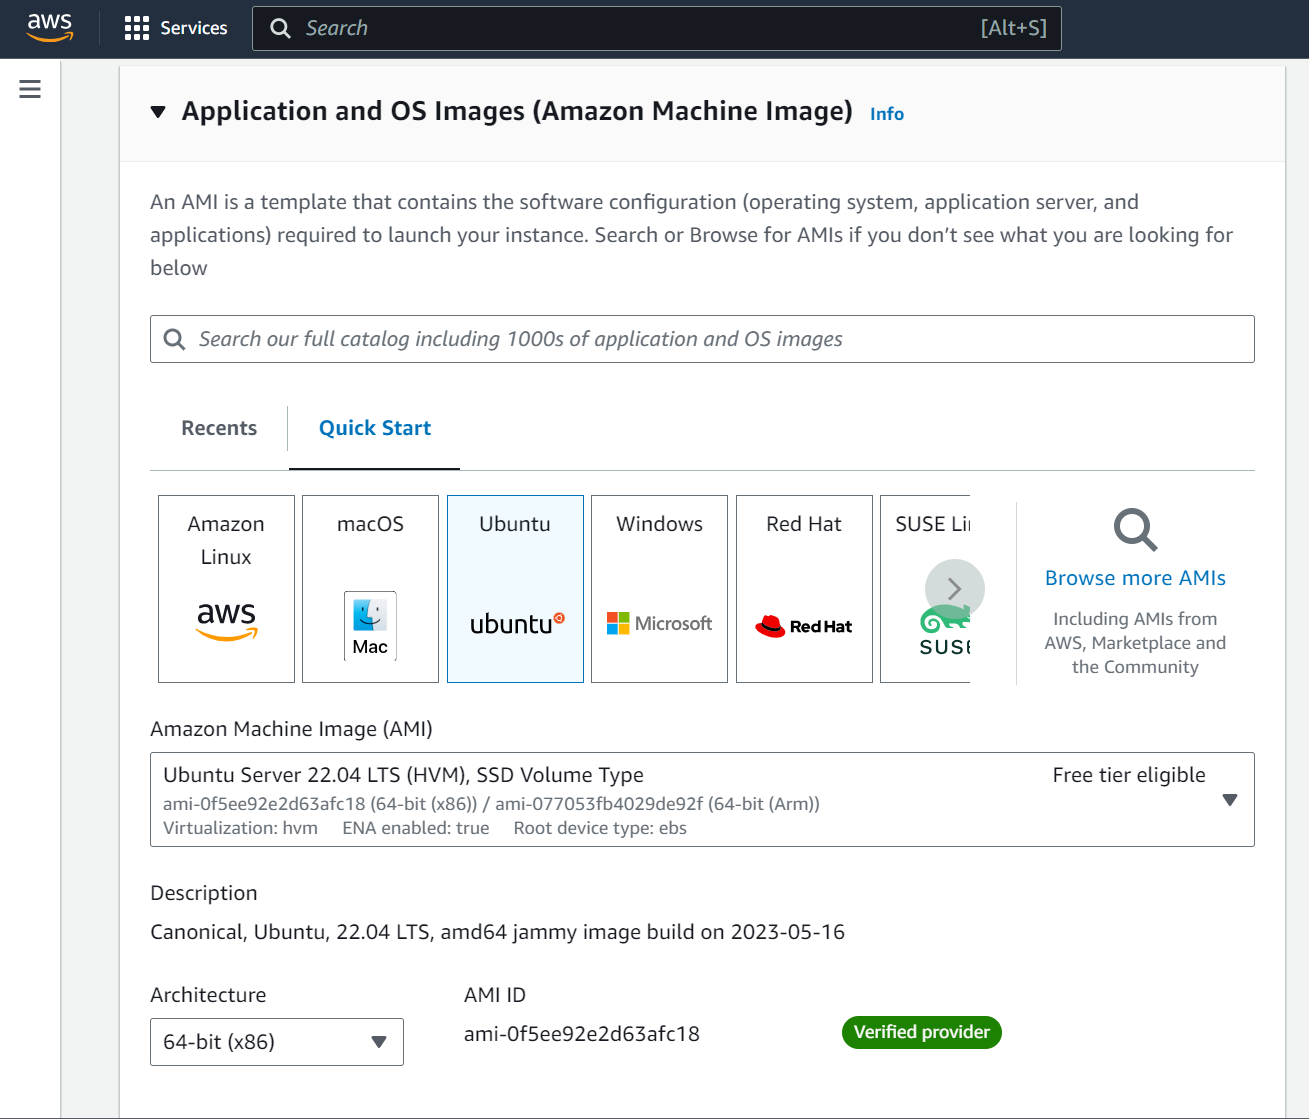 aws
Services
Search
[Alt+S]
Application and OS Images (Amazon Machine Image) Info
An AMI is a template that contains the software configuration (operating system, application server, and
applications) required to launch your instance. Search or Browse for AMIs if you don’t see what you are looking for
below
Search our full catalog including 1000s of application and OS images
Recents
Quick Start
Amazon
Linux
aws
macOS
Mac
Ubuntu
ubuntu
Windows
Microsoft
Red Hat
Red Hat
SUSE Li
SUSE
Browse more AMIs
Including AMIs from
AWS, Marketplace and
the Community
Amazon Machine Image (AMI)
Ubuntu Server 22.04 LTS (HVM), SSD Volume Type
Free tier eligible
ami-0f5ee92e2d63afc18 (64-bit (x86)) / ami-077053fb4029de92f (64-bit (Arm))
Virtualization: hvm ENA enabled: true Root device type: ebs
Description
Canonical, Ubuntu, 22.04 LTS, amd64 jammy image build on 2023-05-16
Architecture
64-bit (x86)
AMI ID
ami-0f5ee92e2d63afc18
Verified provider